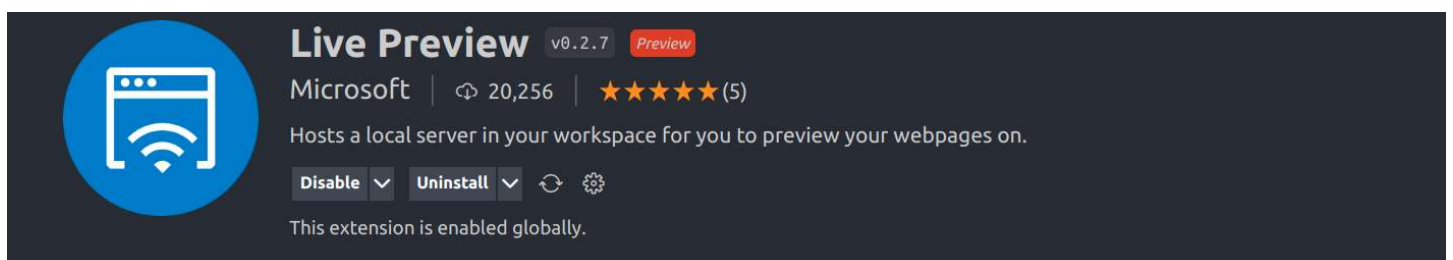 Live Preview v0.2.7 Preview
Microsoft 20,256 (5)
Hosts a local server in your workspace for you to preview your webpages on.
Disable Uninstall
This extension is enabled globally.